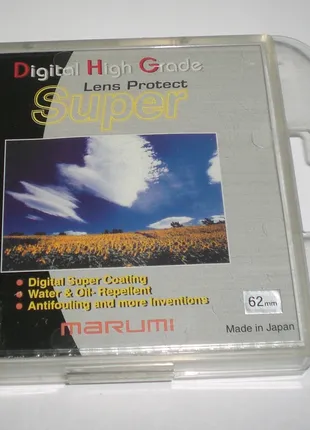 Digital High Grade
Lens Protect
Super
Digital Super Coating
Water & Oil- Repellent
Antifouling and more Inventions
62mm
marumi
Made in Japan